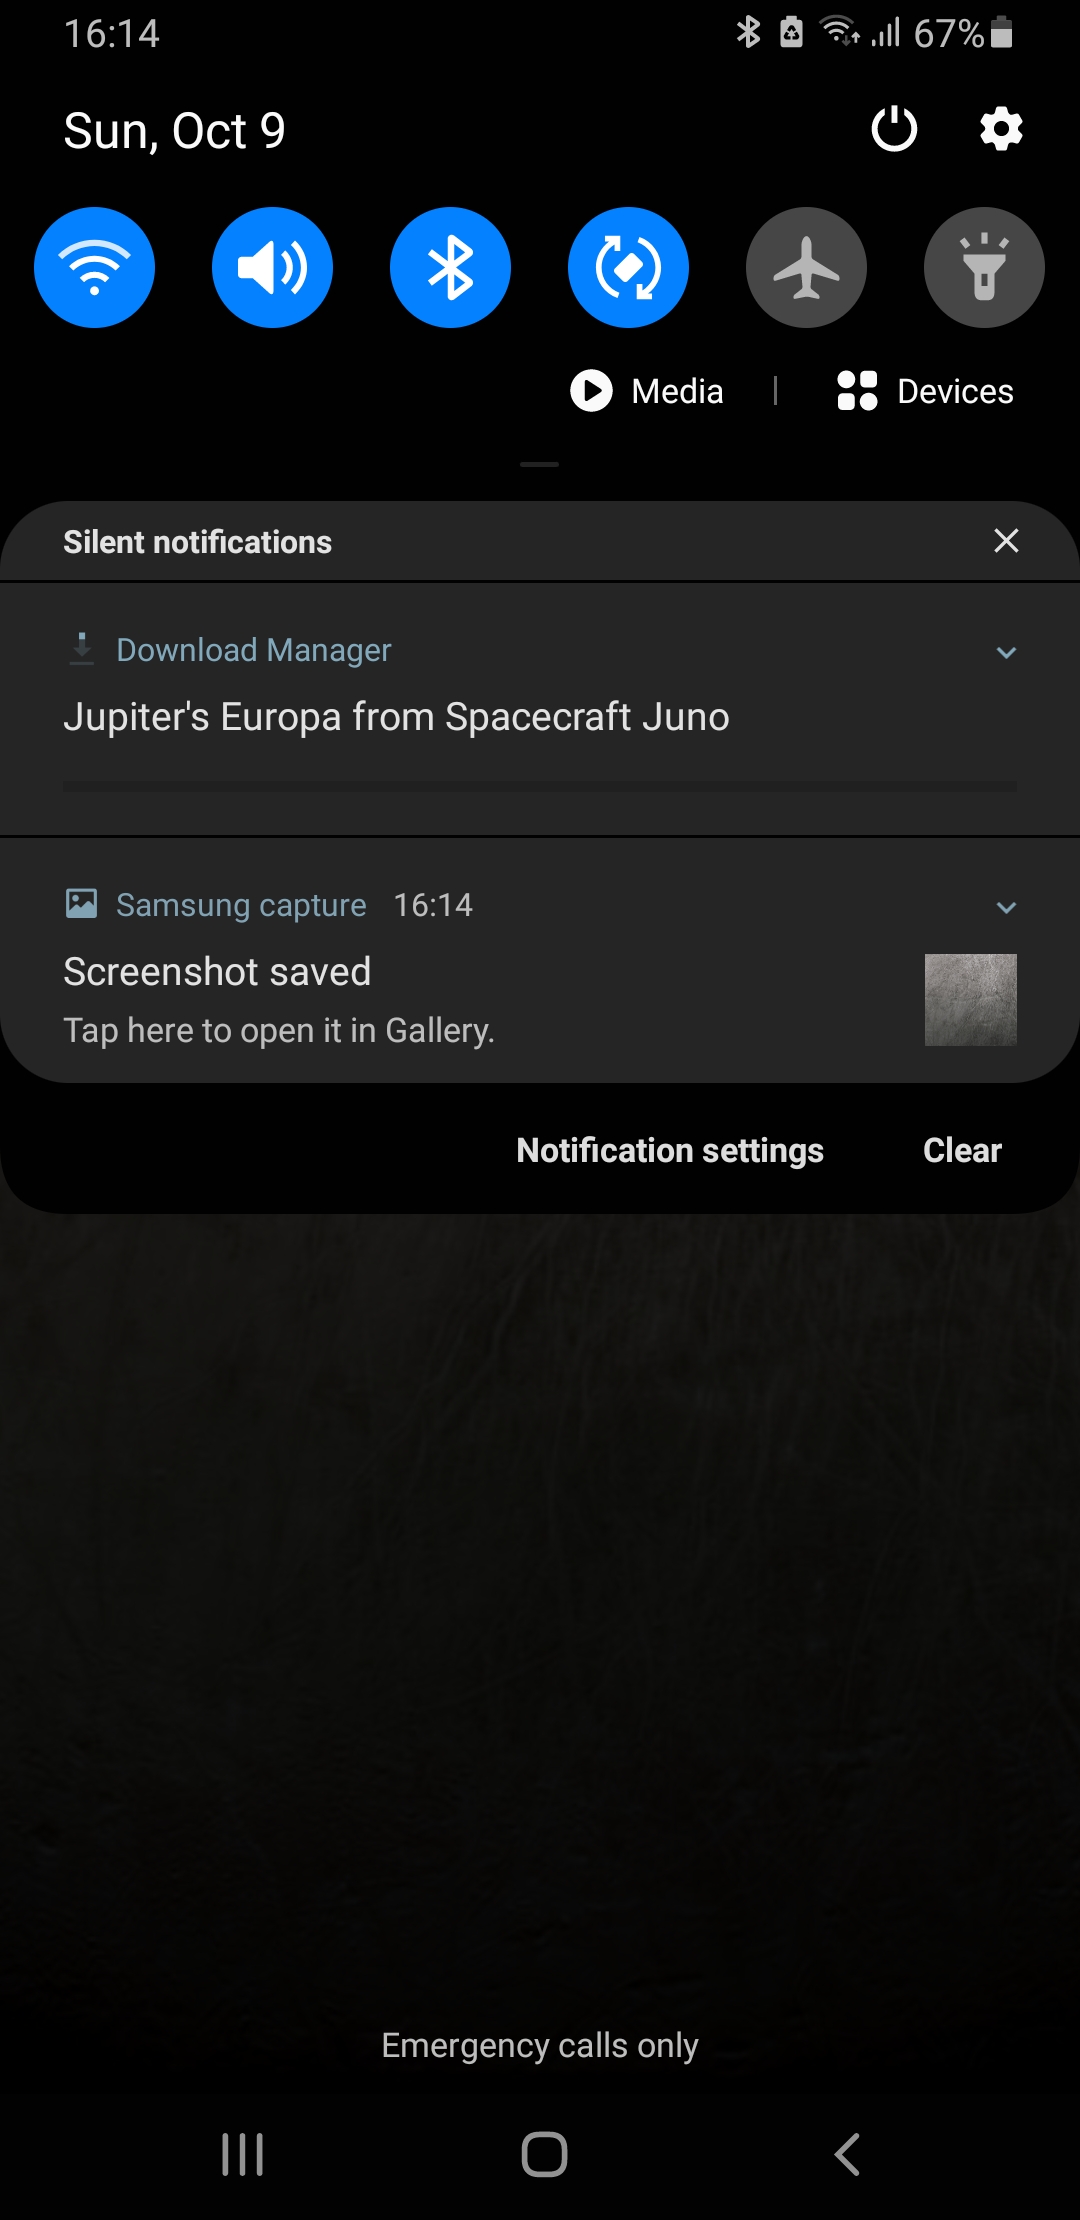 16:14 67%
Sun, Oct 9
Media | Devices
Silent notifications
Download Manager
Jupiter's Europa from Spacecraft Juno
Samsung capture 16:14
Screenshot saved
Tap here to open it in Gallery.
Notification settings Clear
Emergency calls only